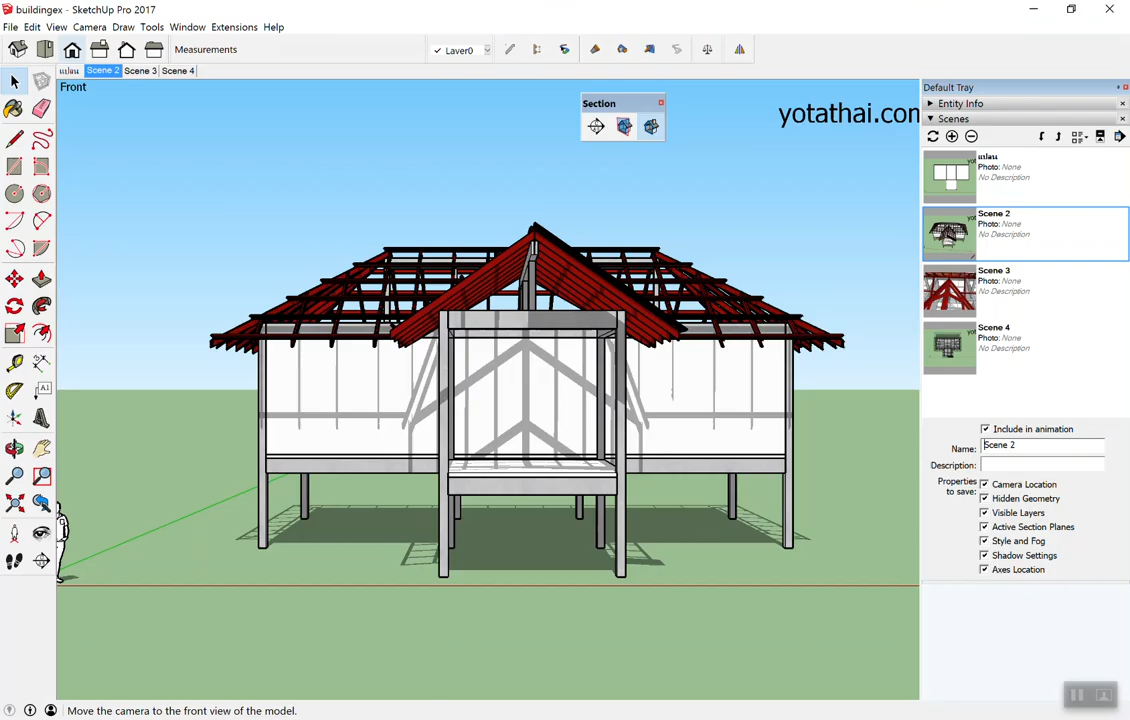 buildingex - SketchUp Pro 2017
File Edit View Camera Draw Tools Window Extensions Help
Measurements
Layer0
แปลน Scene 2 Scene 3 Scene 4
Front
Section
yotathai.con
A1
Default Tray
Entity Info
Scenes
แปลน
Photo: None
No Description
Scene 2
Photo: None
No Description
Scene 3
Photo: None
No Description
Scene 4
Photo: None
No Description
Include in animation
Name: Scene 2
Description:
Properties to save:
Camera Location
Hidden Geometry
Visible Layers
Active Section Planes
Style and Fog
Shadow Settings
Axes Location
Move the camera to the front view of the model.